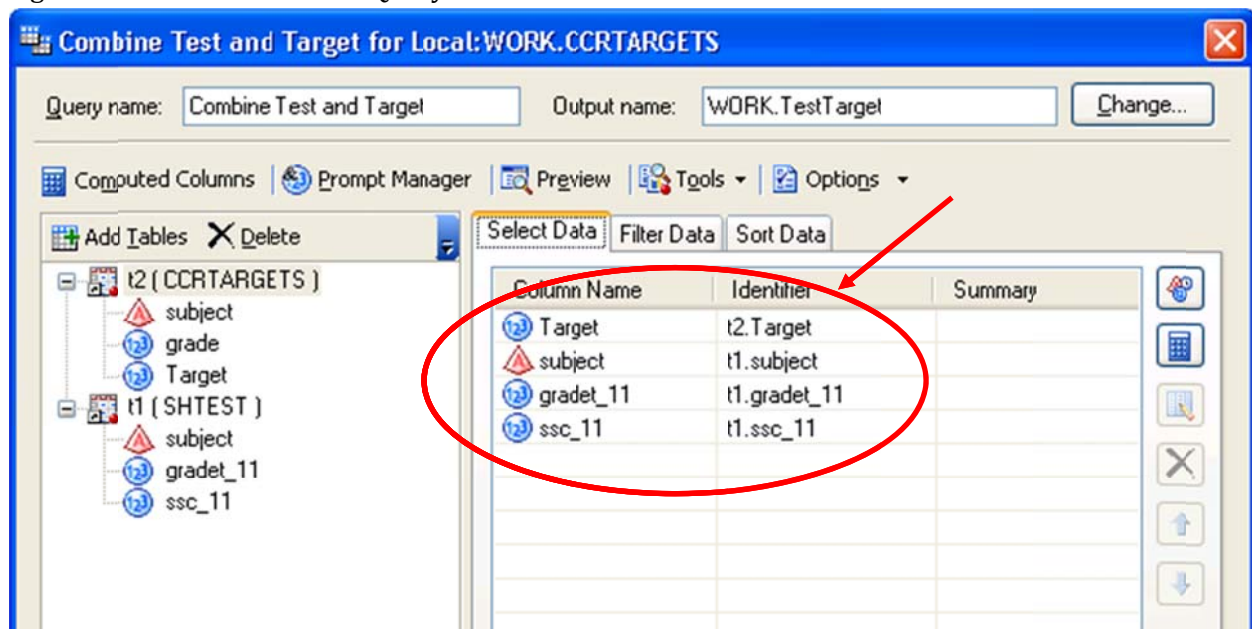 Combine Test and Target for Local:WORK.CCRTARGETS
Query name: Combine Test and Target Output name: WORK.TestTarget Change...
Computed Columns Prompt Manager Preview Tools Options
Add Tables Delete
Select Data Filter Data Sort Data
t2 ( CCRTARGETS )
subject
grade
Target
t1 ( SHTEST )
subject
gradet_11
ssc_11
Column Name Identifier Summary
Target t2.Target
subject t1.subject
gradet_11 t1.gradet_11
ssc_11 t1.ssc_11